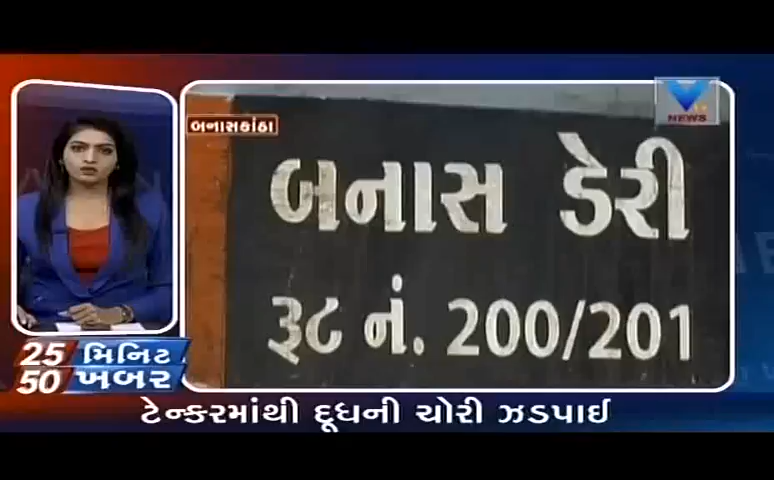 બનાસકાંઠા
NEWS
બનાસ ડેરી
રૂટ નં. 200/201
25 મિનિટ
50 ખબર
ટેન્કરમાંથી દૂધની ચોરી ઝડપાઈ